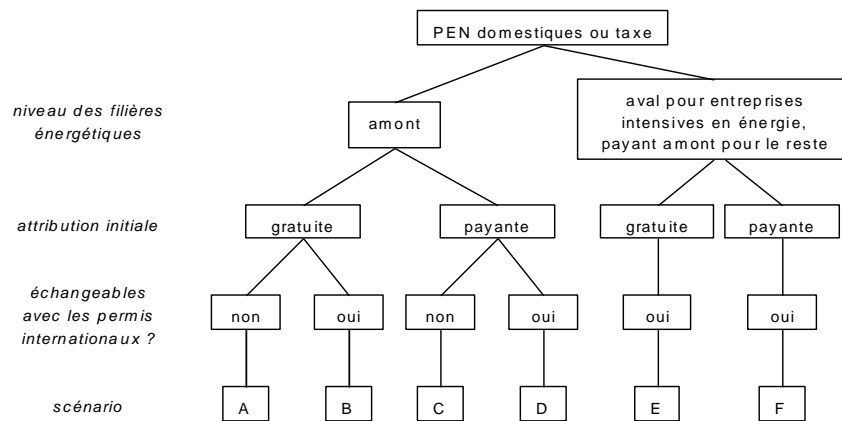 PEN domestiques ou taxe
niveau des filières
énergétiques
amont
aval pour entreprises
intensives en énergie,
payant amont pour le reste
attribution initiale
gratuite
payante
gratuite
payante
échangeables
avec les permis
internationaux ?
non
oui
non
oui
oui
oui
scénario
A
B
C
D
E
F